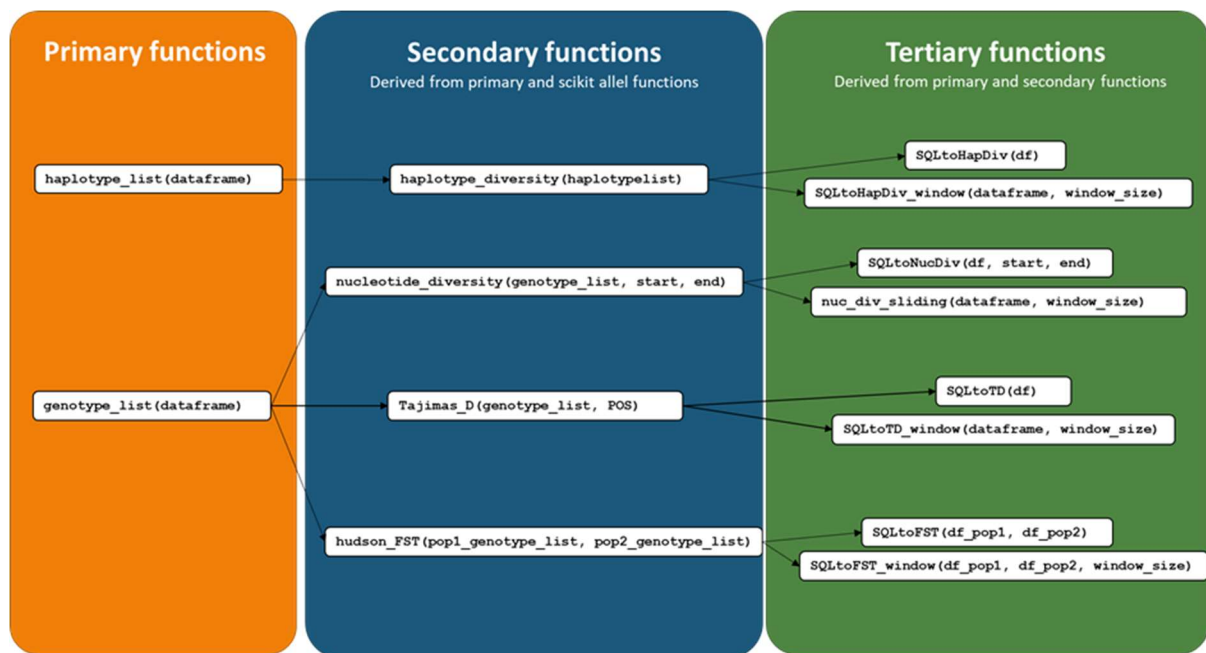 Primary functions
haplotype_list(dataframe)
genotype_list(dataframe)
Secondary functions
Derived from primary and scikit allel functions
haplotype_diversity(haplotypelist)
nucleotide_diversity(genotype_list, start, end)
Tajimas_D(genotype_list, POS)
hudson_FST(pop1_genotype_list, pop2_genotype_list)
Tertiary functions
Derived from primary and secondary functions
SQLtoHapDiv(df)
SQLtoHapDiv_window(dataframe, window_size)
SQLtoNucDiv(df, start, end)
nuc_div_sliding(dataframe, window_size)
SQLtoTD(df)
SQLtoTD_window(dataframe, window_size)
SQLtoFST(df_pop1, df_pop2)
SQLtoFST_window(df_pop1, df_pop2, window_size)